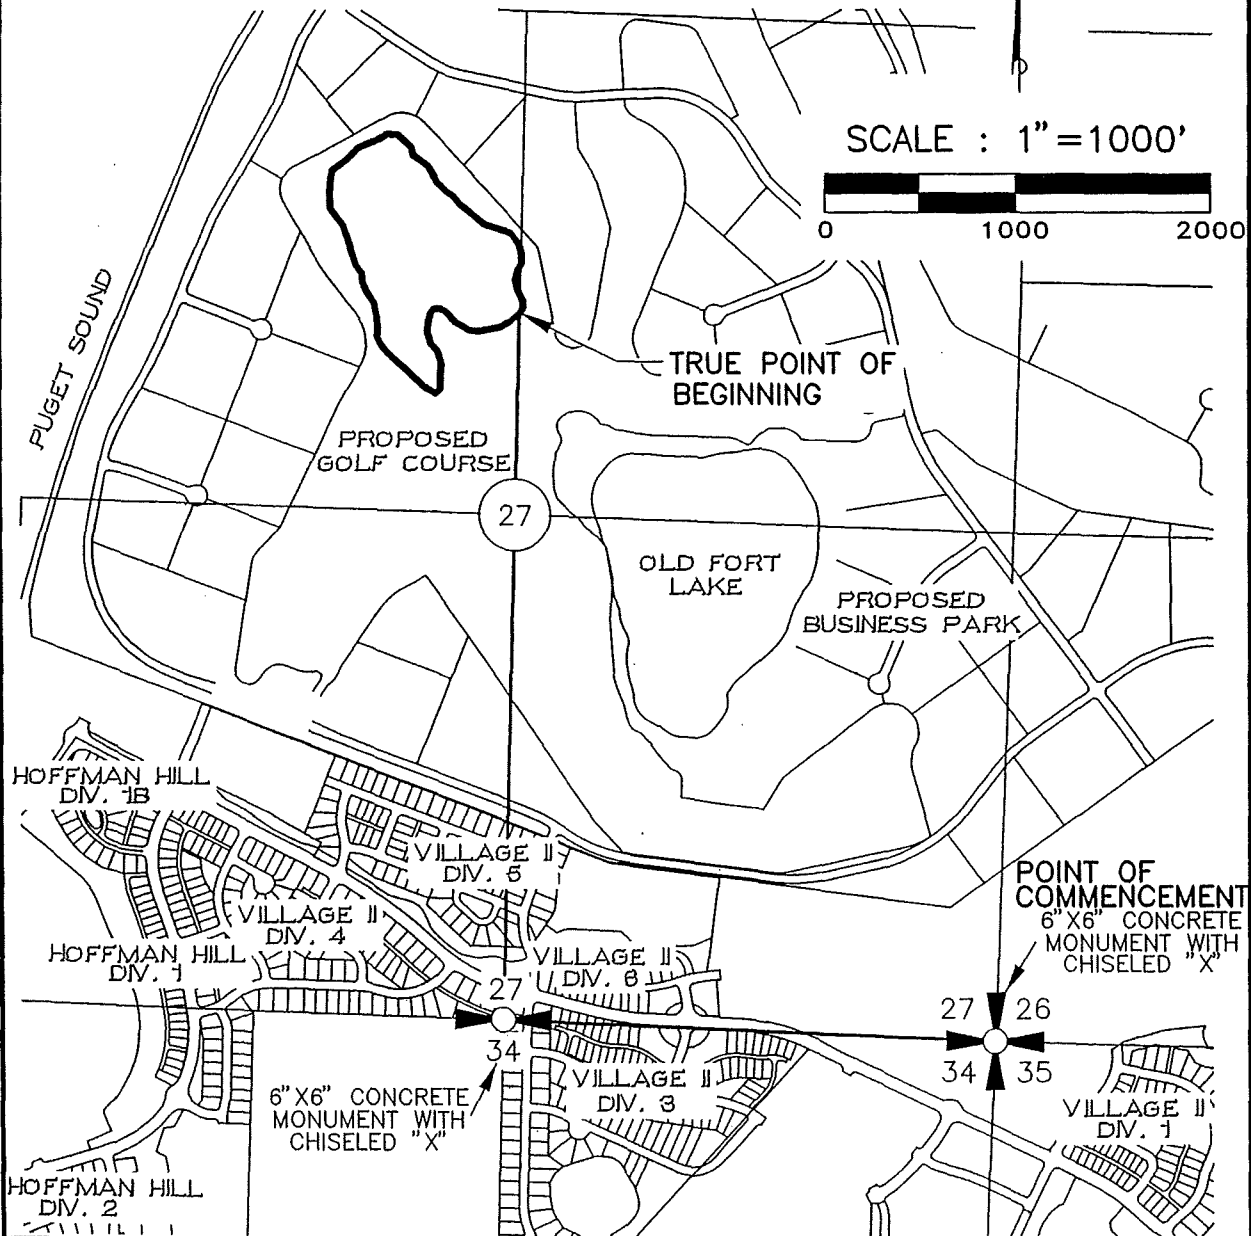 SCALE : 1"=1000'
0 1000 2000
PUGET SOUND
TRUE POINT OF
BEGINNING
PROPOSED
GOLF COURSE
27
OLD FORT
LAKE
PROPOSED
BUSINESS PARK
HOFFMAN HILL
DIV. 1B
VILLAGE II
DIV. 5
POINT OF
COMMENCEMENT
6"X6" CONCRETE
MONUMENT WITH
CHISELED "X"
VILLAGE II
DIV. 4
HOFFMAN HILL
DIV. 1
VILLAGE II
DIV. 6
27
34
27 26
34 35
6"X6" CONCRETE
MONUMENT WITH
CHISELED "X"
VILLAGE II
DIV. 3
VILLAGE II
DIV. 1
HOFFMAN HILL
DIV. 2